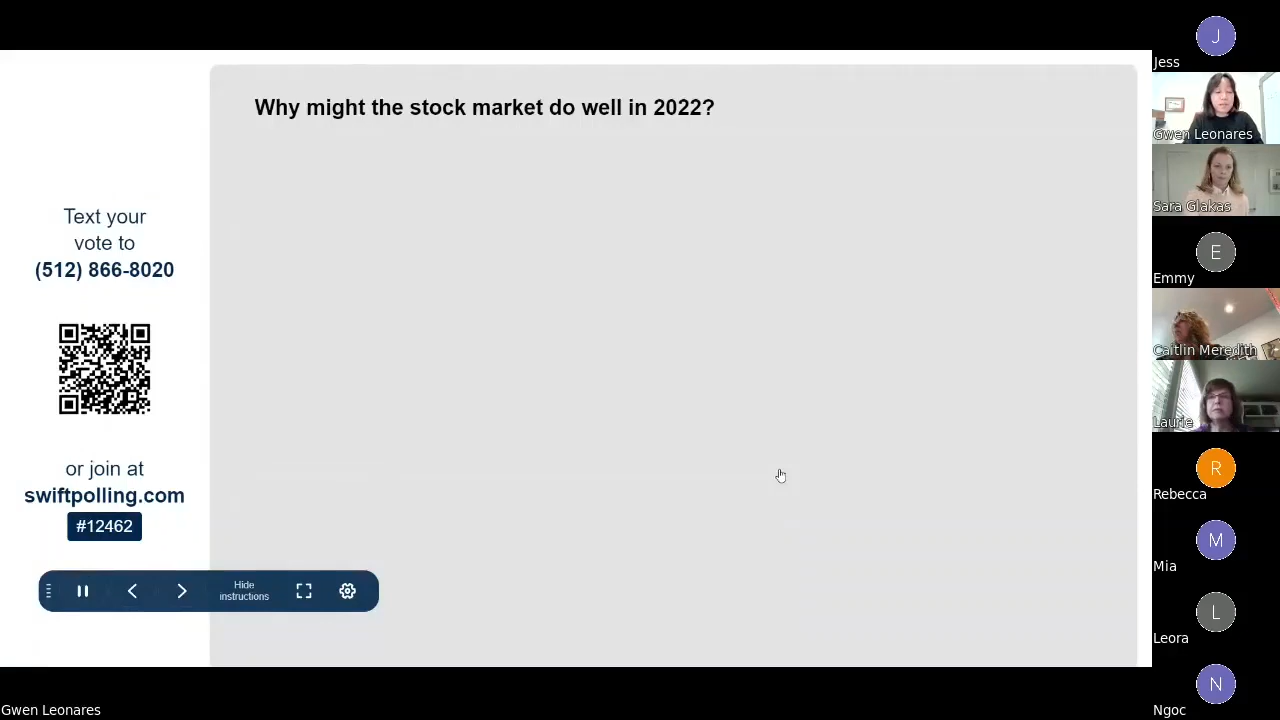 Why might the stock market do well in 2022?
Text your
vote to
(512) 866-8020
or join at
swiftpolling.com
#12462
Hide
instructions
J
Jess
Gwen Leonares
Sara Glakas
E
Emmy
Caitlin Meredith
Laurie
R
Rebecca
M
Mia
L
Leora
N
Ngoc
Gwen Leonares